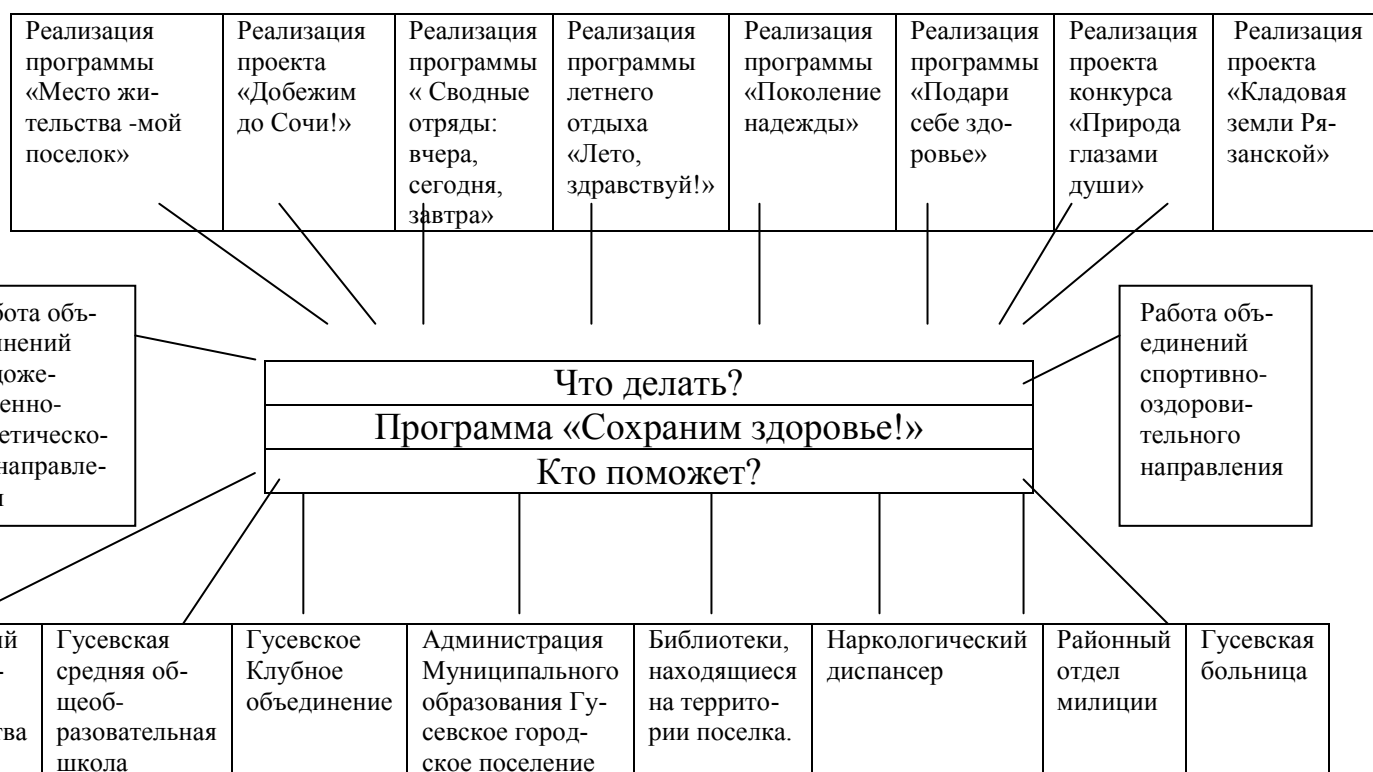 Реализация
программы
«Место жи-
тельства -мой
поселок»
Реализация
проекта
«Добежим
до Сочи!»
Реализация
программы
« Сводные
отряды:
вчера,
сегодня,
завтра»
Реализация
программы
летнего
отдыха
«Лето,
здравствуй!»
Реализация
программы
«Поколение
надежды»
Реализация
программы
«Подари
себе здо-
ровье»
Реализация
проекта
конкурса
«Природа
глазами
души»
Реализация
проекта
«Кладовая
земли Ря-
занской»
объ-
Работа объ-
единений
спортивно-
оздорови-
тельного
направления
Что делать?
Программа «Сохраним здоровье!»
Кто поможет?
Гусевская
средняя об-
щеоб-
разовательная
школа
Гусевское
Клубное
объединение
Администрация
Муниципального
образования Гу-
севское город-
ское поселение
Библиотеки,
находящиеся
на террито-
рии поселка.
Наркологический
диспансер
Районный
отдел
милиции
Гусевская
больница